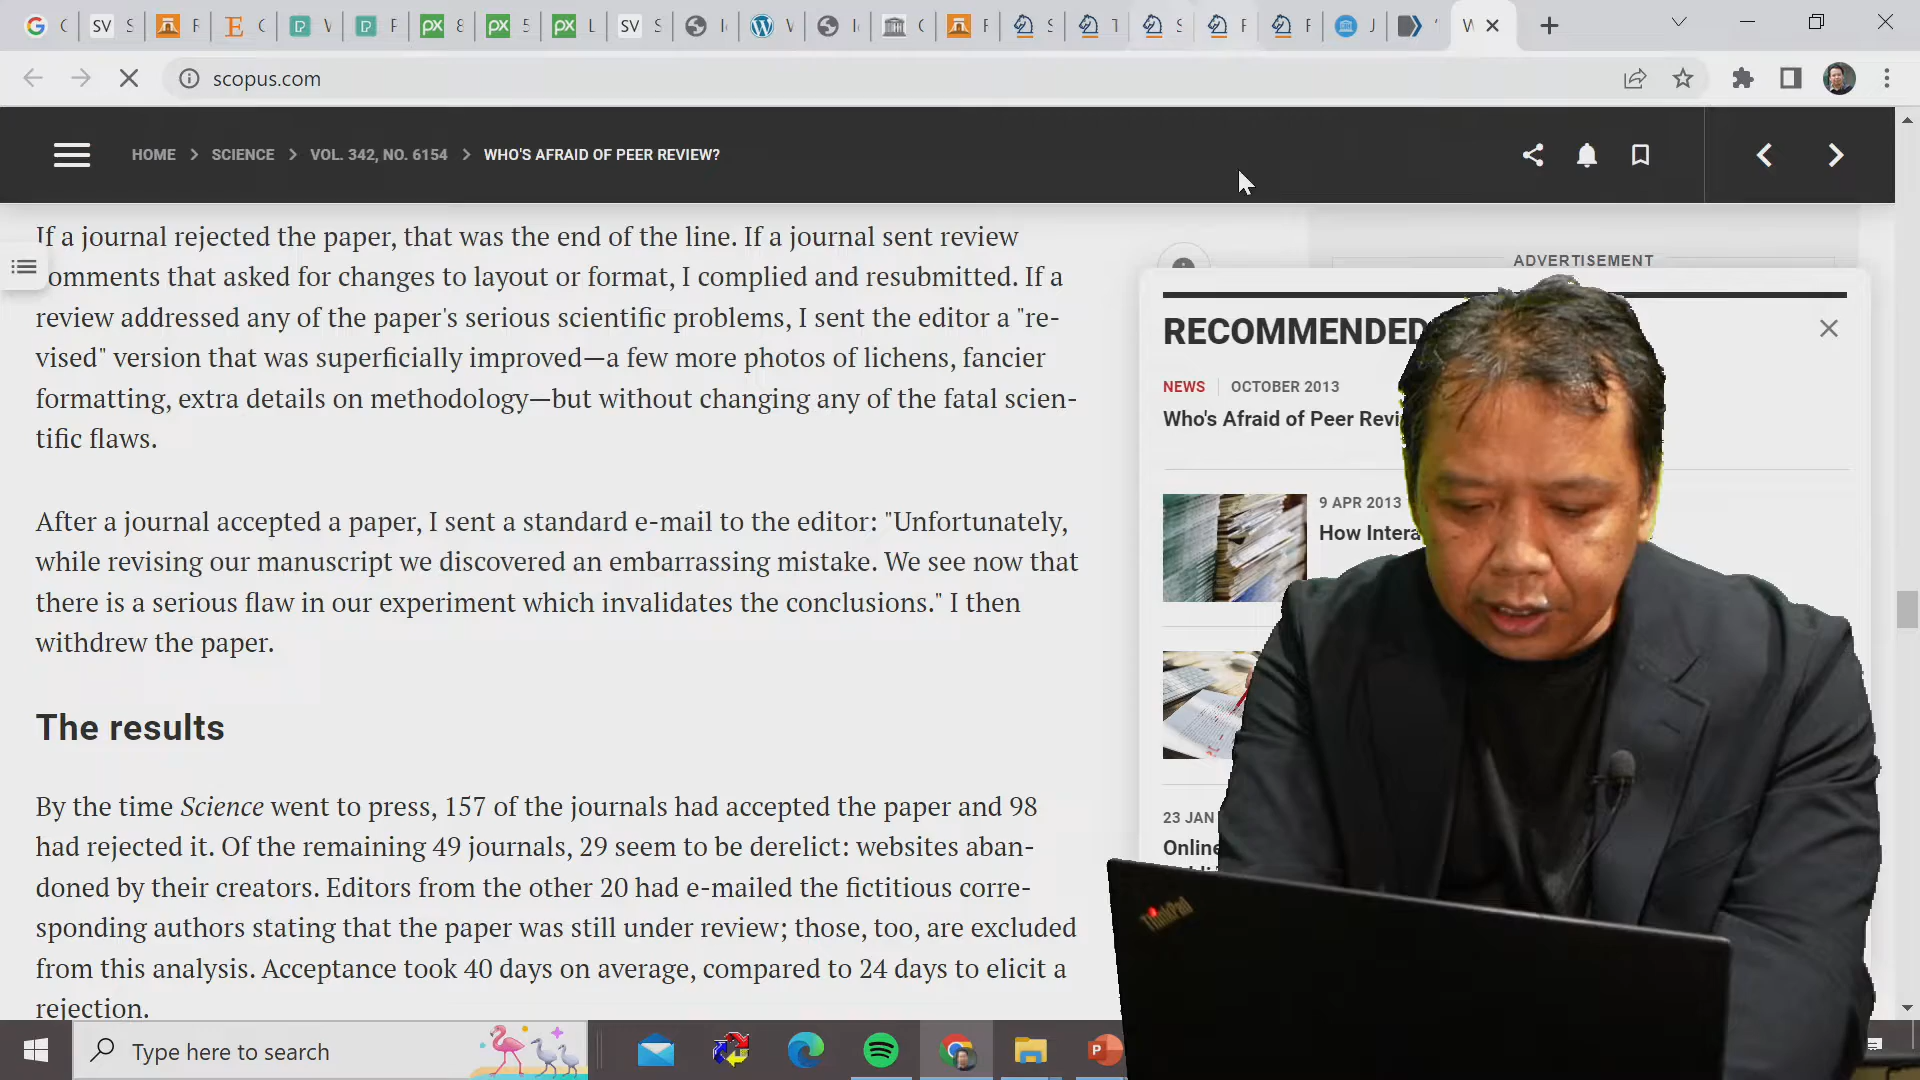 scopus.com
HOME > SCIENCE > VOL. 342, NO. 6154 > WHO'S AFRAID OF PEER REVIEW?
If a journal rejected the paper, that was the end of the line. If a journal sent review
omments that asked for changes to layout or format, I complied and resubmitted. If a
review addressed any of the paper's serious scientific problems, I sent the editor a "re-
vised" version that was superficially improved—a few more photos of lichens, fancier
formatting, extra details on methodology—but without changing any of the fatal scien-
tific flaws.
After a journal accepted a paper, I sent a standard e-mail to the editor: "Unfortunately,
while revising our manuscript we discovered an embarrassing mistake. We see now that
there is a serious flaw in our experiment which invalidates the conclusions." I then
withdrew the paper.
The results
By the time Science went to press, 157 of the journals had accepted the paper and 98
had rejected it. Of the remaining 49 journals, 29 seem to be derelict: websites aban-
doned by their creators. Editors from the other 20 had e-mailed the fictitious corre-
sponding authors stating that the paper was still under review; those, too, are excluded
from this analysis. Acceptance took 40 days on average, compared to 24 days to elicit a
rejection.
ADVERTISEMENT
RECOMMENDED
NEWS OCTOBER 2013
Who's Afraid of Peer Revi
9 APR 2013
How Intera
23 JAN
Online
ThinkPad
Type here to search